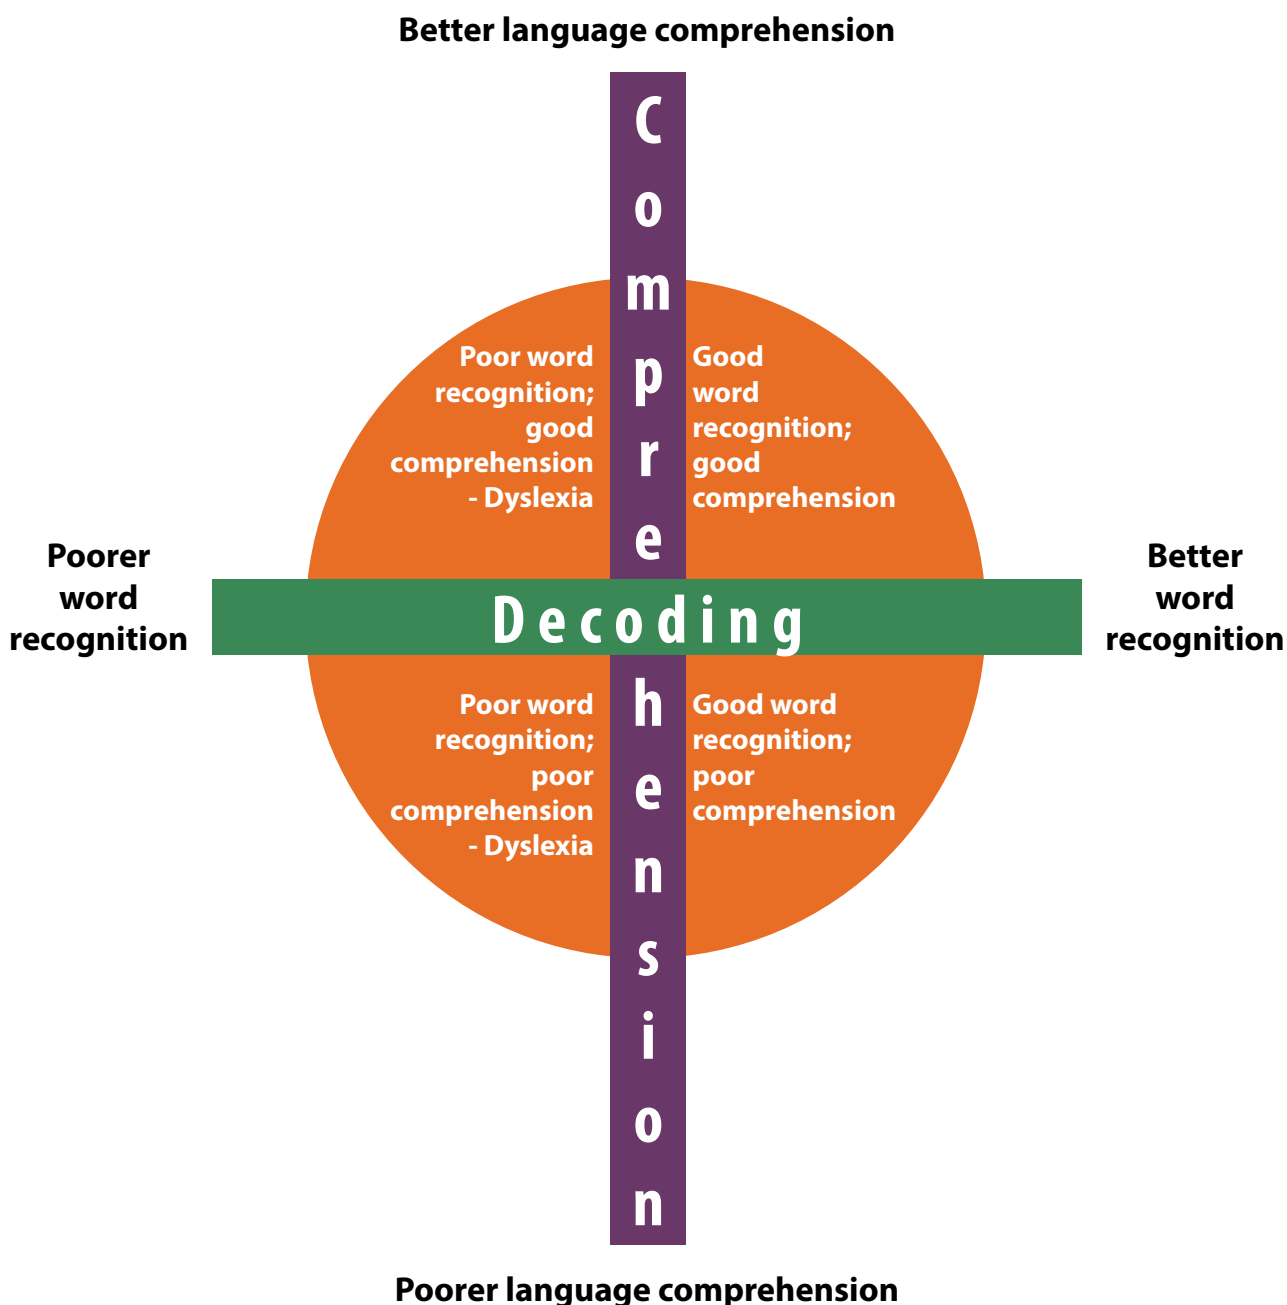 Better language comprehension
Comprehension
Poor word
recognition;
good
comprehension
- Dyslexia
Good
word
recognition;
good
comprehension
Poorer
word
recognition
Decoding
Better
word
recognition
Poor word
recognition;
poor
comprehension
- Dyslexia
Good word
recognition;
poor
comprehension
Poorer language comprehension